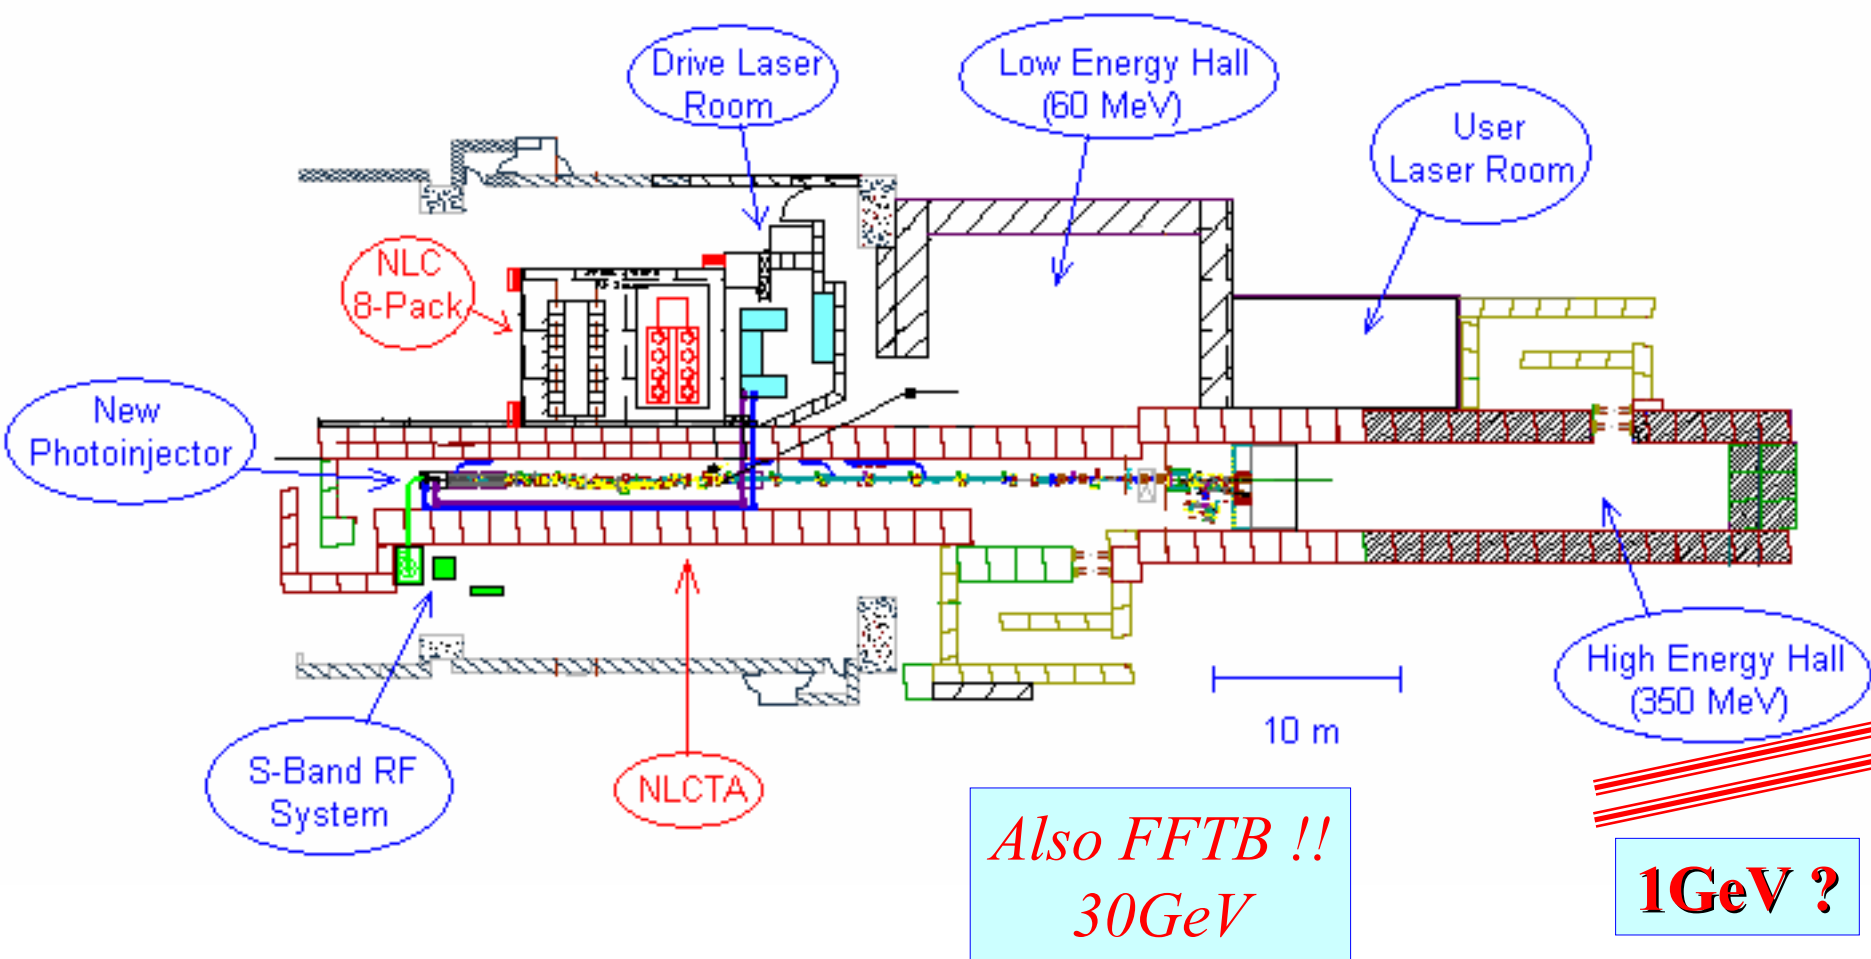 Drive Laser
Room
Low Energy Hall
(60 MeV)
User
Laser Room
NLC
8-Pack
New
Photoinjector
High Energy Hall
(350 MeV)
10 m
S-Band RF
System
NLCTA
Also FFTB !!
30GeV
1GeV ?